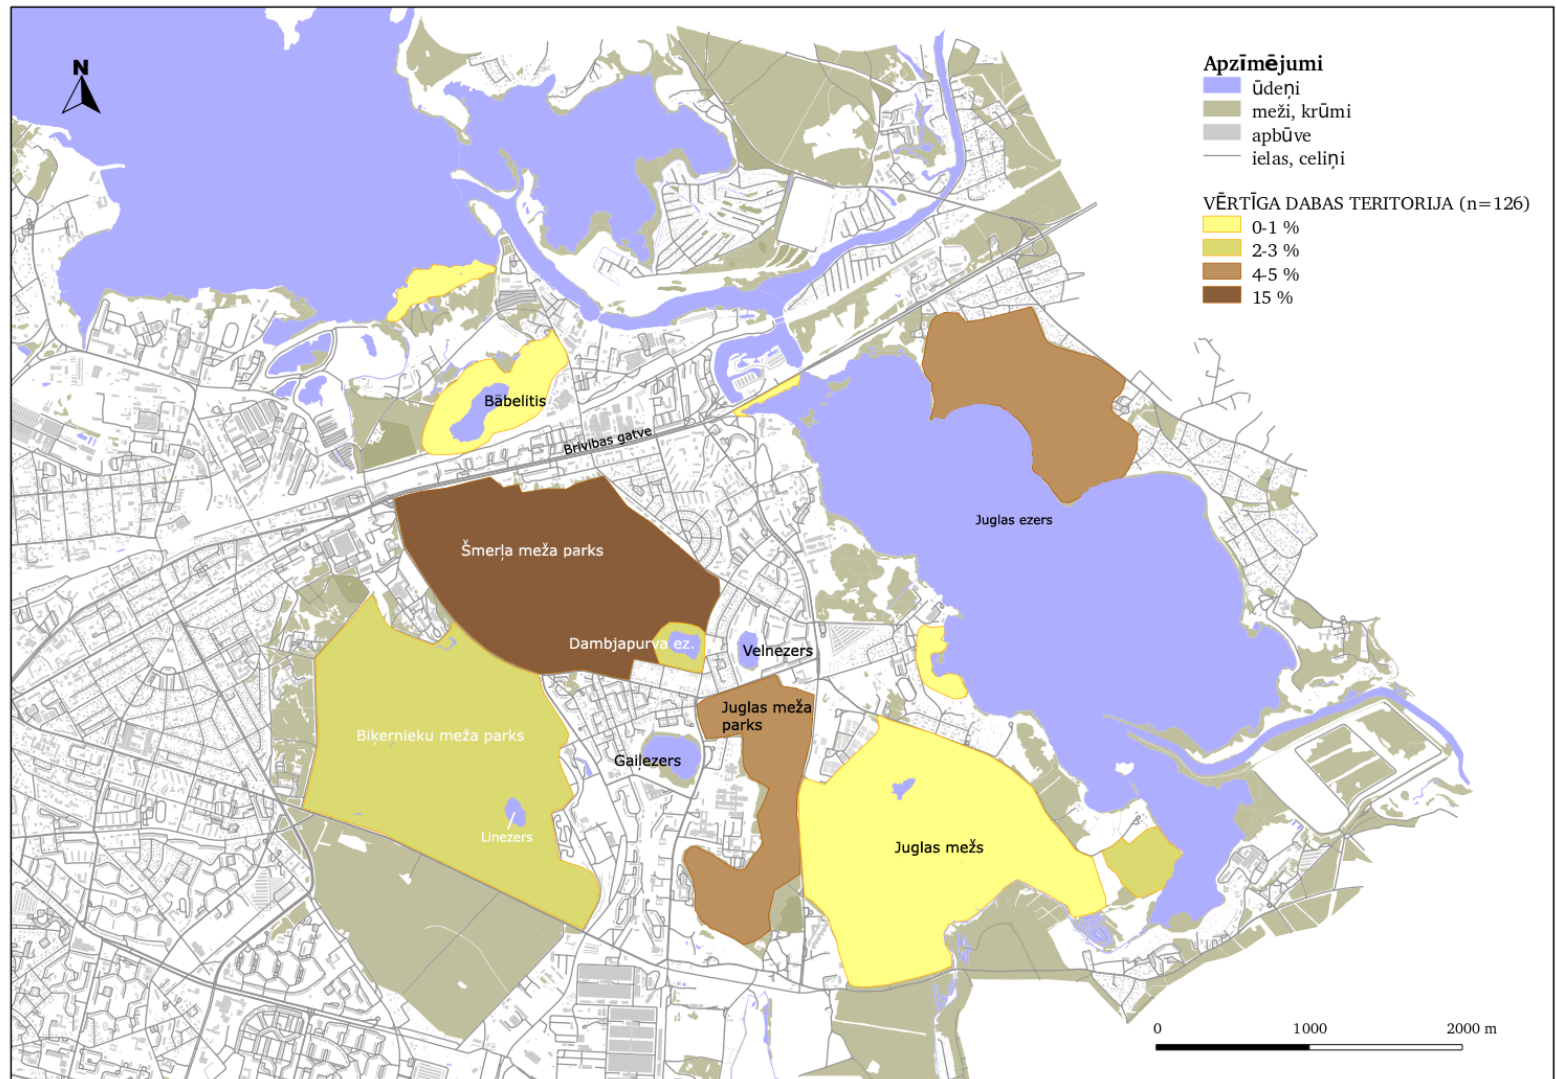 N
Apzīmējumi
ūdeņi
meži, krūmi
apbūve
ielas, celiņi
VĒRTĪGA DABAS TERITORIJA (n=126)
0-1 %
2-3 %
4-5 %
15 %
Bābelitis
Brivibas gatve
Juglas ezers
Šmerļa meža parks
Dambjapurva ez.
Velnezers
Juglas meža
parks
Biķernieku meža parks
Gaiļezers
Linezers
Juglas mežs
0 1000 2000 m